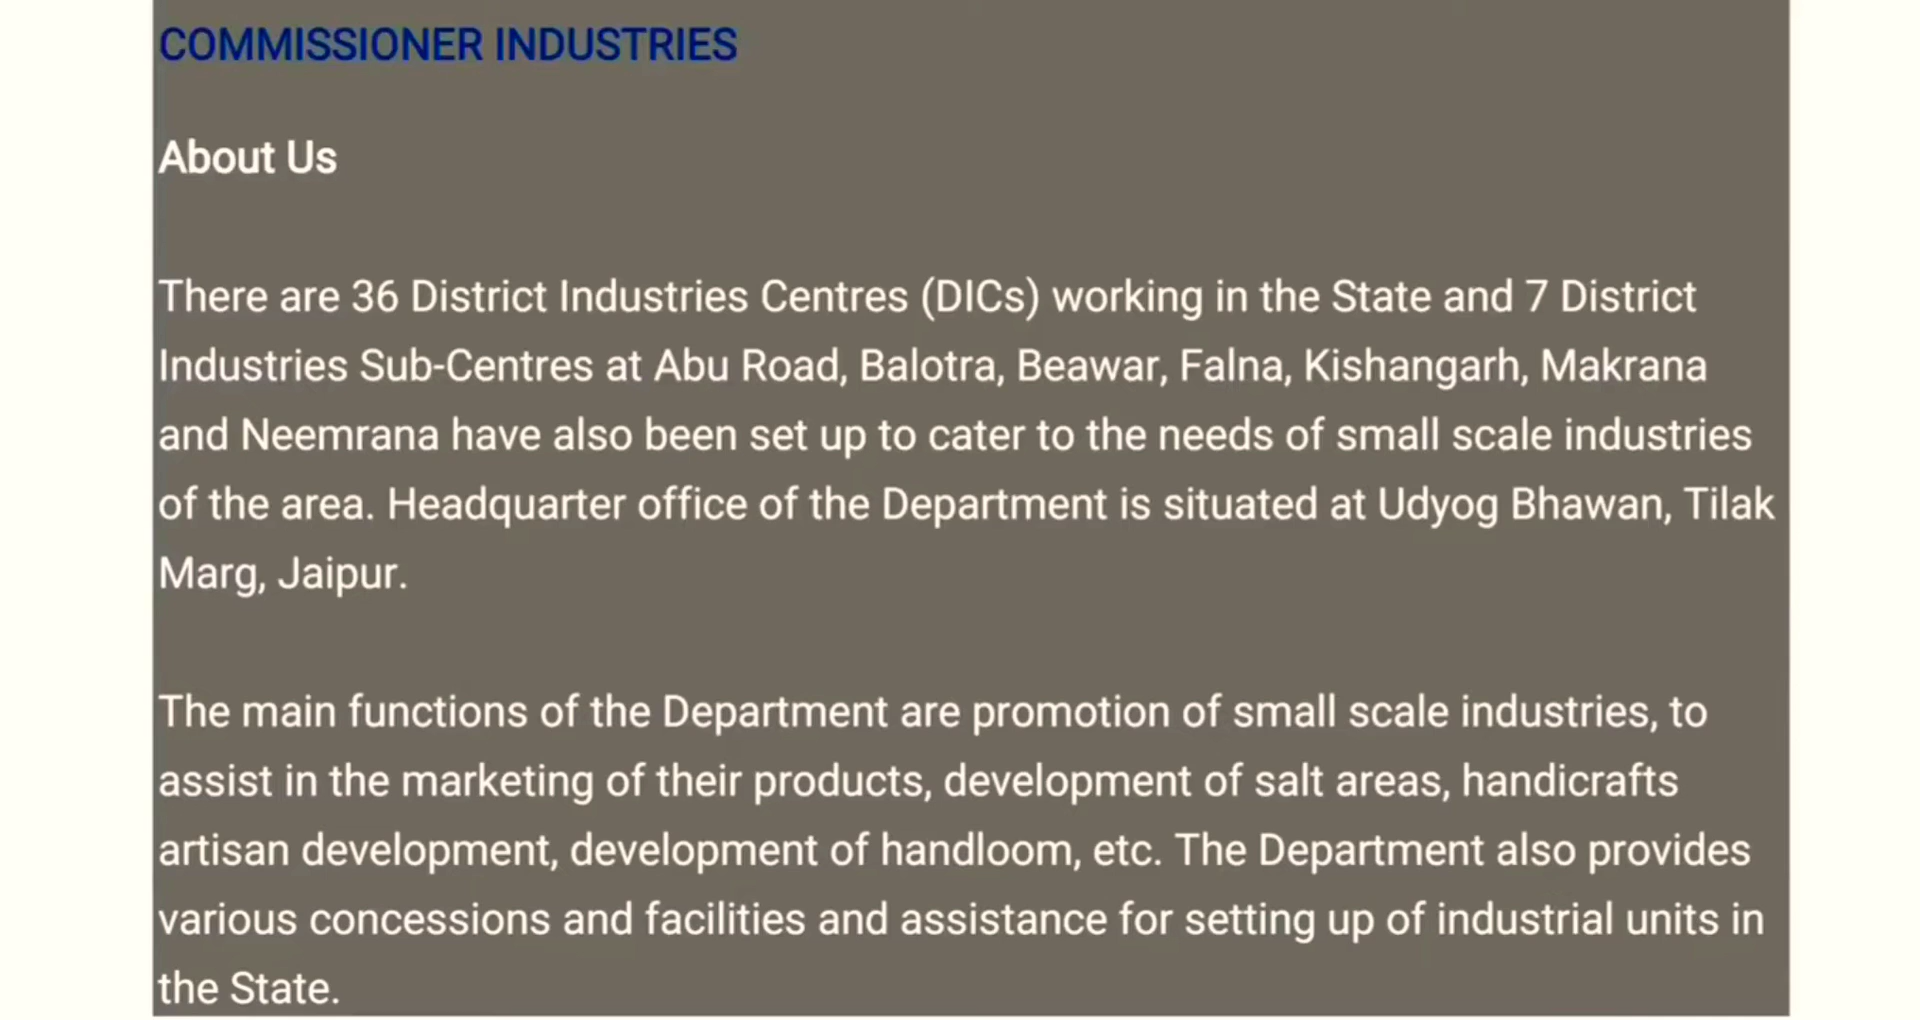 COMMISSIONER INDUSTRIES
About Us
There are 36 District Industries Centres (DICs) working in the State and 7 District
Industries Sub-Centres at Abu Road, Balotra, Beawar, Falna, Kishangarh, Makrana
and Neemrana have also been set up to cater to the needs of small scale industries
of the area. Headquarter office of the Department is situated at Udyog Bhawan, Tilak
Marg, Jaipur.
The main functions of the Department are promotion of small scale industries, to
assist in the marketing of their products, development of salt areas, handicrafts
artisan development, development of handloom, etc. The Department also provides
various concessions and facilities and assistance for setting up of industrial units in
the State.